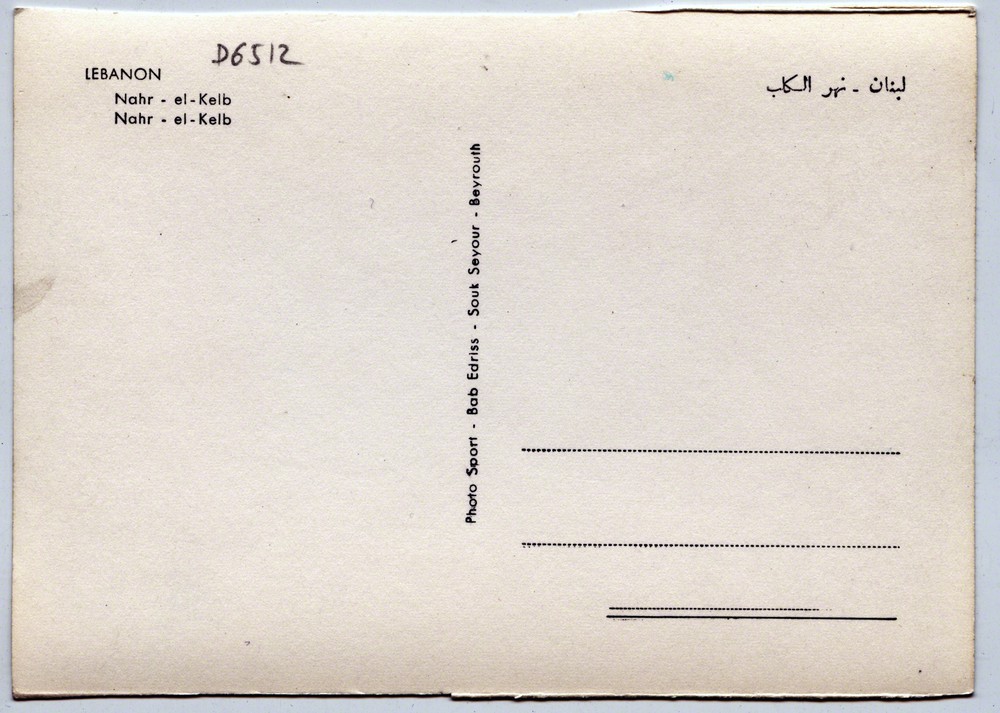 D6512
LEBANON
Nahr - el-Kelb
Nahr - el-Kelb
لبنان - نهر الكلب
Photo Sport - Bab Edriss - Souk Seyour - Beyrouth